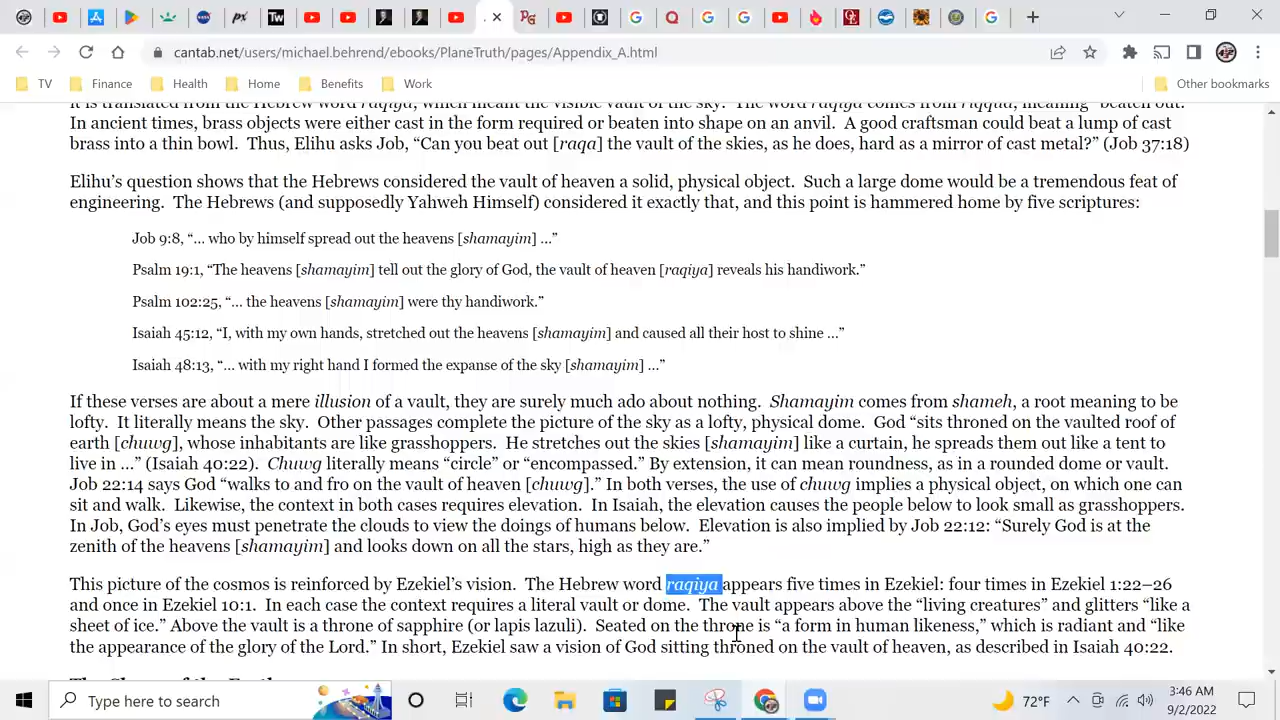 cantab.net/users/michael.behrend/ebooks/PlaneTruth/pages/Appendix_A.html
TV Finance Health Home Benefits Work Other bookmarks
It is translated from the Hebrew word raqiya, which meant the visible vault of the sky. The word raqiya comes from riqqua, meaning "beaten out."
In ancient times, brass objects were either cast in the form required or beaten into shape on an anvil. A good craftsman could beat a lump of cast
brass into a thin bowl. Thus, Elihu asks Job, “Can you beat out [raqa] the vault of the skies, as he does, hard as a mirror of cast metal?” (Job 37:18)
Elihu’s question shows that the Hebrews considered the vault of heaven a solid, physical object. Such a large dome would be a tremendous feat of
engineering. The Hebrews (and supposedly Yahweh Himself) considered it exactly that, and this point is hammered home by five scriptures:
Job 9:8, “… who by himself spread out the heavens [shamayim] …”
Psalm 19:1, “The heavens [shamayim] tell out the glory of God, the vault of heaven [raqiya] reveals his handiwork.”
Psalm 102:25, “… the heavens [shamayim] were thy handiwork.”
Isaiah 45:12, “I, with my own hands, stretched out the heavens [shamayim] and caused all their host to shine …”
Isaiah 48:13, “… with my right hand I formed the expanse of the sky [shamayim] …”
If these verses are about a mere illusion of a vault, they are surely much ado about nothing. Shamayim comes from shameh, a root meaning to be
lofty. It literally means the sky. Other passages complete the picture of the sky as a lofty, physical dome. God “sits throned on the vaulted roof of
earth [chuwg], whose inhabitants are like grasshoppers. He stretches out the skies [shamayim] like a curtain, he spreads them out like a tent to
live in …” (Isaiah 40:22). Chuwg literally means “circle” or “encompassed.” By extension, it can mean roundness, as in a rounded dome or vault.
Job 22:14 says God “walks to and fro on the vault of heaven [chuwg].” In both verses, the use of chuwg implies a physical object, on which one can
sit and walk. Likewise, the context in both cases requires elevation. In Isaiah, the elevation causes the people below to look small as grasshoppers.
In Job, God’s eyes must penetrate the clouds to view the doings of humans below. Elevation is also implied by Job 22:12: “Surely God is at the
zenith of the heavens [shamayim] and looks down on all the stars, high as they are.”
This picture of the cosmos is reinforced by Ezekiel’s vision. The Hebrew word raqiya appears five times in Ezekiel: four times in Ezekiel 1:22–26
and once in Ezekiel 10:1. In each case the context requires a literal vault or dome. The vault appears above the “living creatures” and glitters “like a
sheet of ice.” Above the vault is a throne of sapphire (or lapis lazuli). Seated on the throne is “a form in human likeness,” which is radiant and “like
the appearance of the glory of the Lord.” In short, Ezekiel saw a vision of God sitting throned on the vault of heaven, as described in Isaiah 40:22.
Type here to search
72°F
3:46 AM
9/2/2022